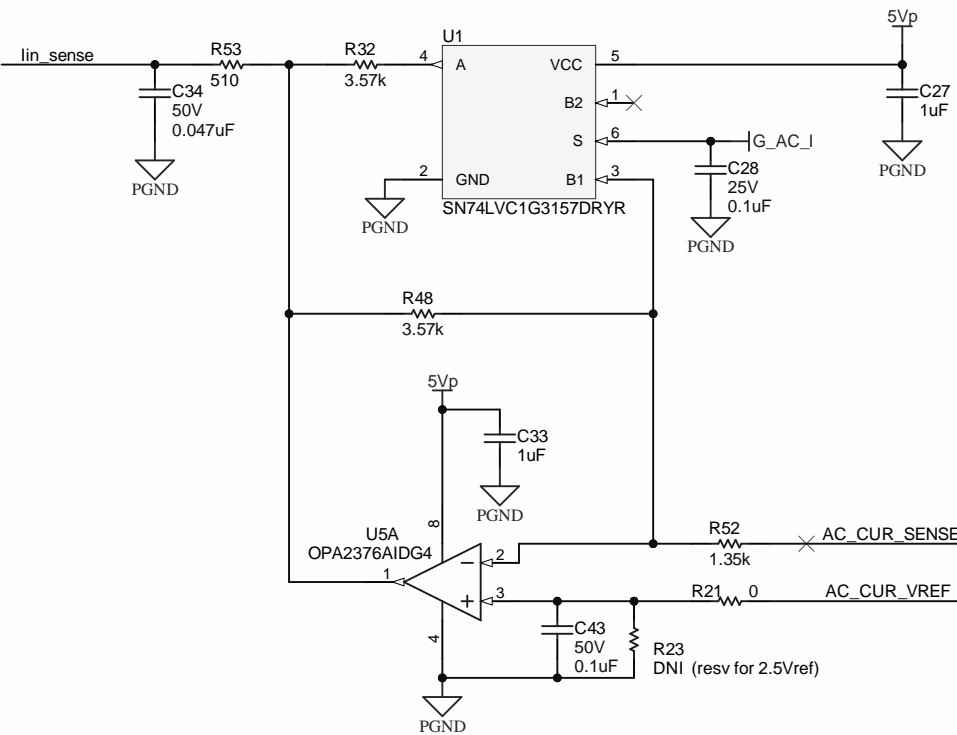 Iin_sense
R53
510
R32
3.57k
C34
50V
0.047uF
PGND
U1
4
A
VCC
5
B2
1
S
6
2
GND
B1
3
SN74LVC1G3157DRYR
PGND
5Vp
C27
1uF
PGND
G_AC_I
C28
25V
0.1uF
PGND
R48
3.57k
5Vp
C33
1uF
PGND
U5A
OPA2376AIDG4
8
1
2
3
4
R52
1.35k
AC_CUR_SENSE
R21
0
AC_CUR_VREF
C43
50V
0.1uF
R23
DNI (resv for 2.5Vref)
PGND